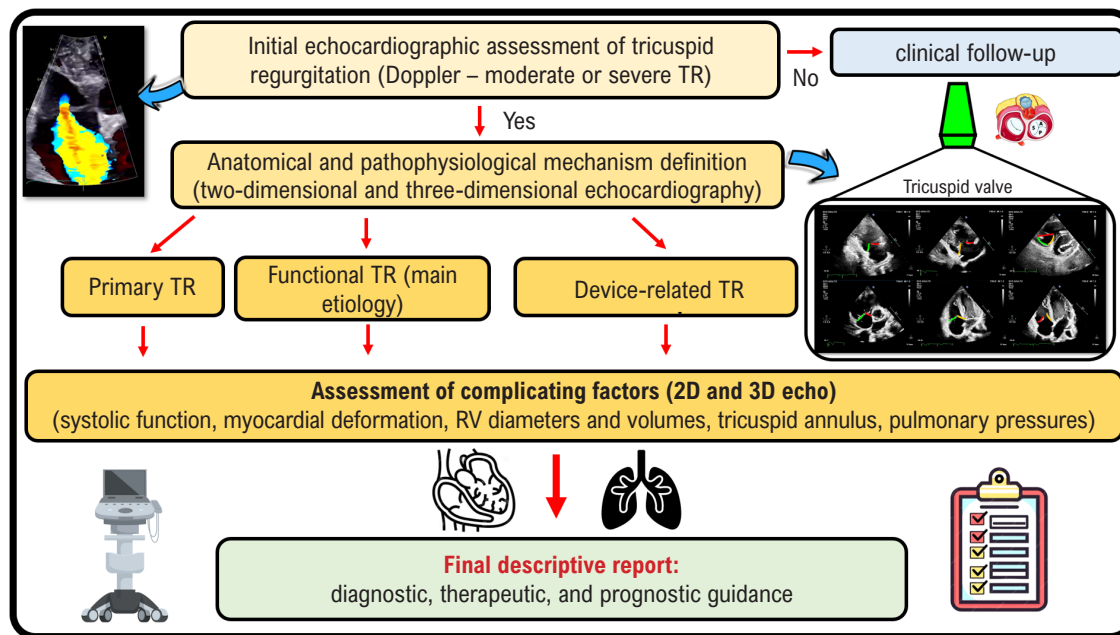 Initial echocardiographic assessment of tricuspid
regurgitation (Doppler – moderate or severe TR)
No
clinical follow-up
Yes
Anatomical and pathophysiological mechanism definition
(two-dimensional and three-dimensional echocardiography)
Tricuspid valve
Primary TR
Functional TR (main
etiology)
Device-related TR
Assessment of complicating factors (2D and 3D echo)
(systolic function, myocardial deformation, RV diameters and volumes, tricuspid annulus, pulmonary pressures)
Final descriptive report:
diagnostic, therapeutic, and prognostic guidance